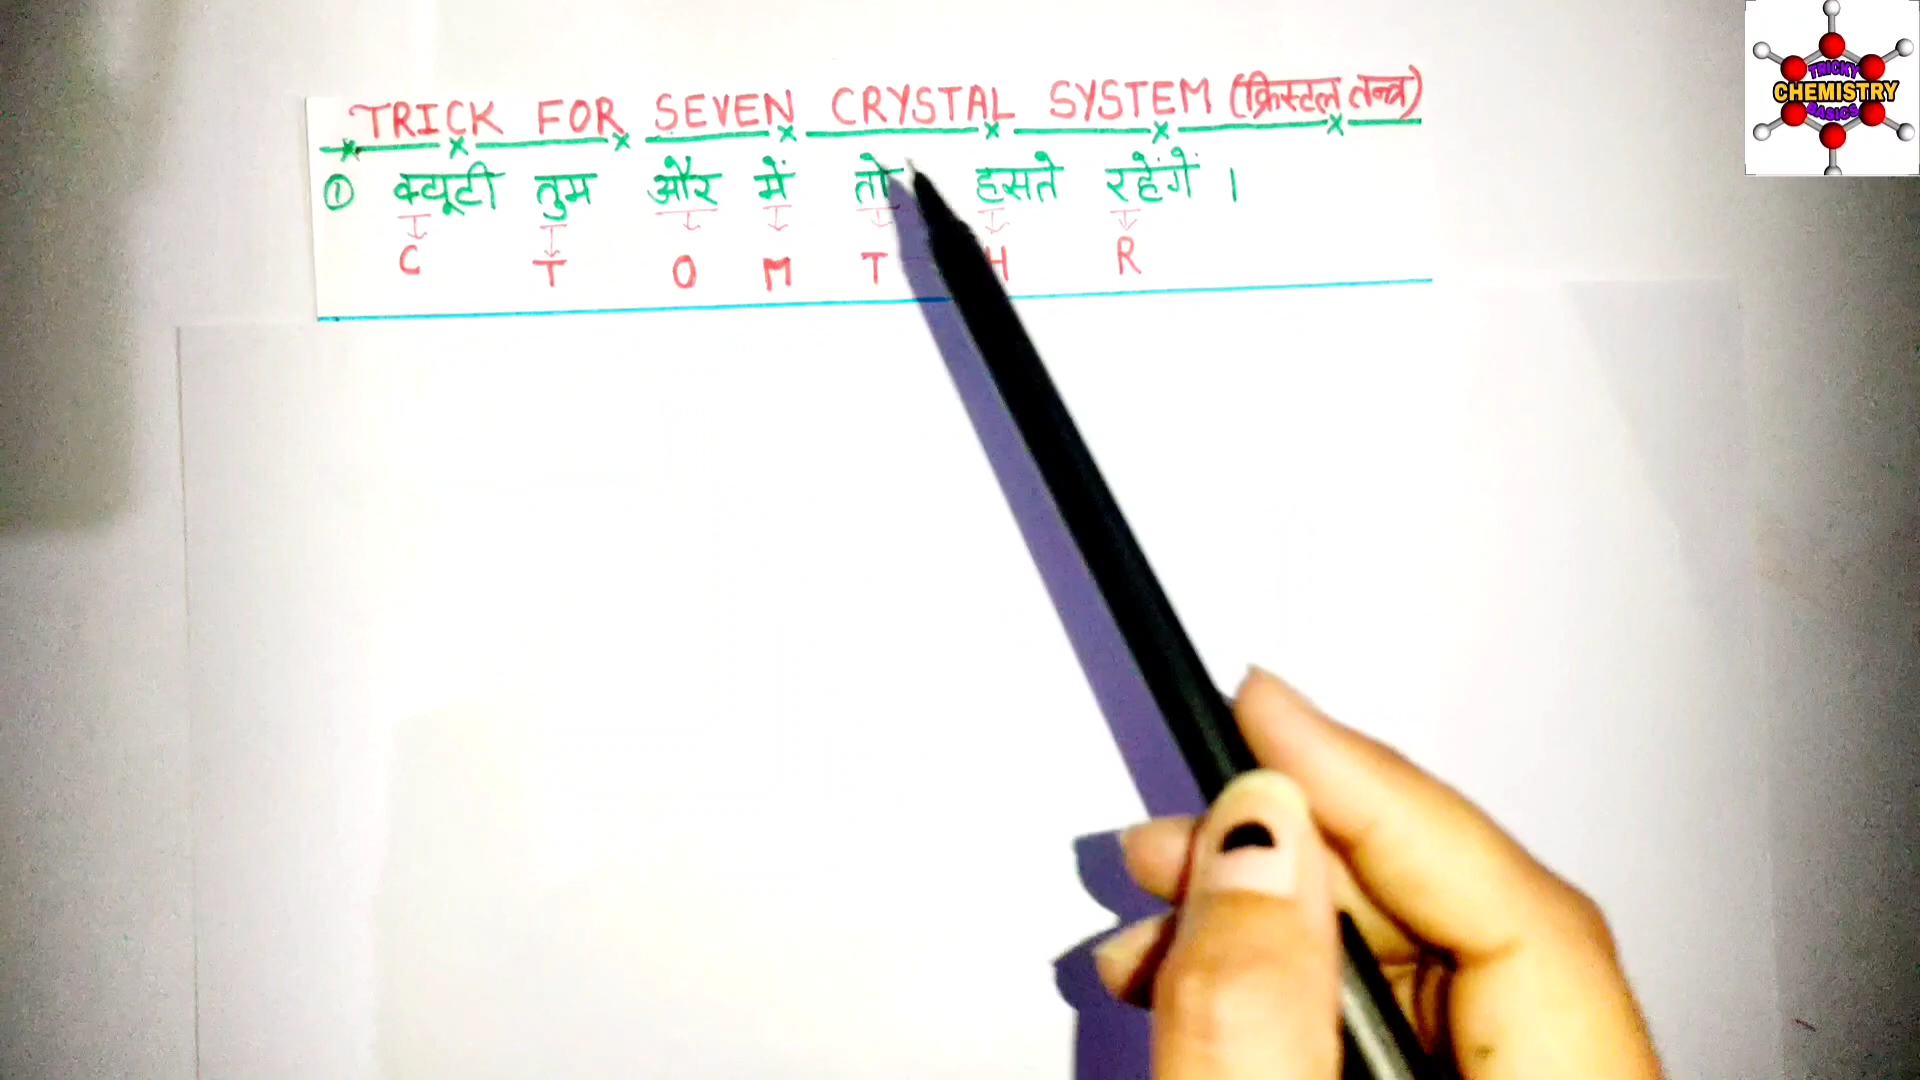 TRICK FOR SEVEN CRYSTAL SYSTEM (क्रिस्टल तन्त्र)
① क्यूटी तुम और में तो हसते रहेंगें ।
C T O M T H R
TRICKY
CHEMISTRY
BASICS